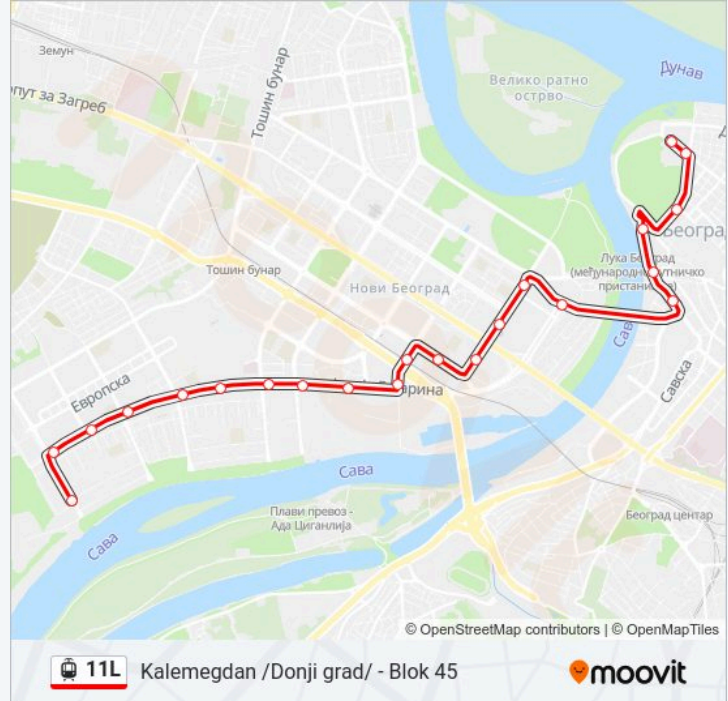 Земун
пут за Загреб
Тошин бунар
Велико ратно
острво
Дунав
Београд
Лука Београд
(међународно путничко
пристаниште)
Тошин бунар
Нови Београд
Сава
Савска
Европска
Сава
Плави превоз -
Ада Циганлија
Београд центар
Сава
© OpenStreetMap contributors | © OpenMapTiles
11L Kalemegdan /Donji grad/ - Blok 45 moovit